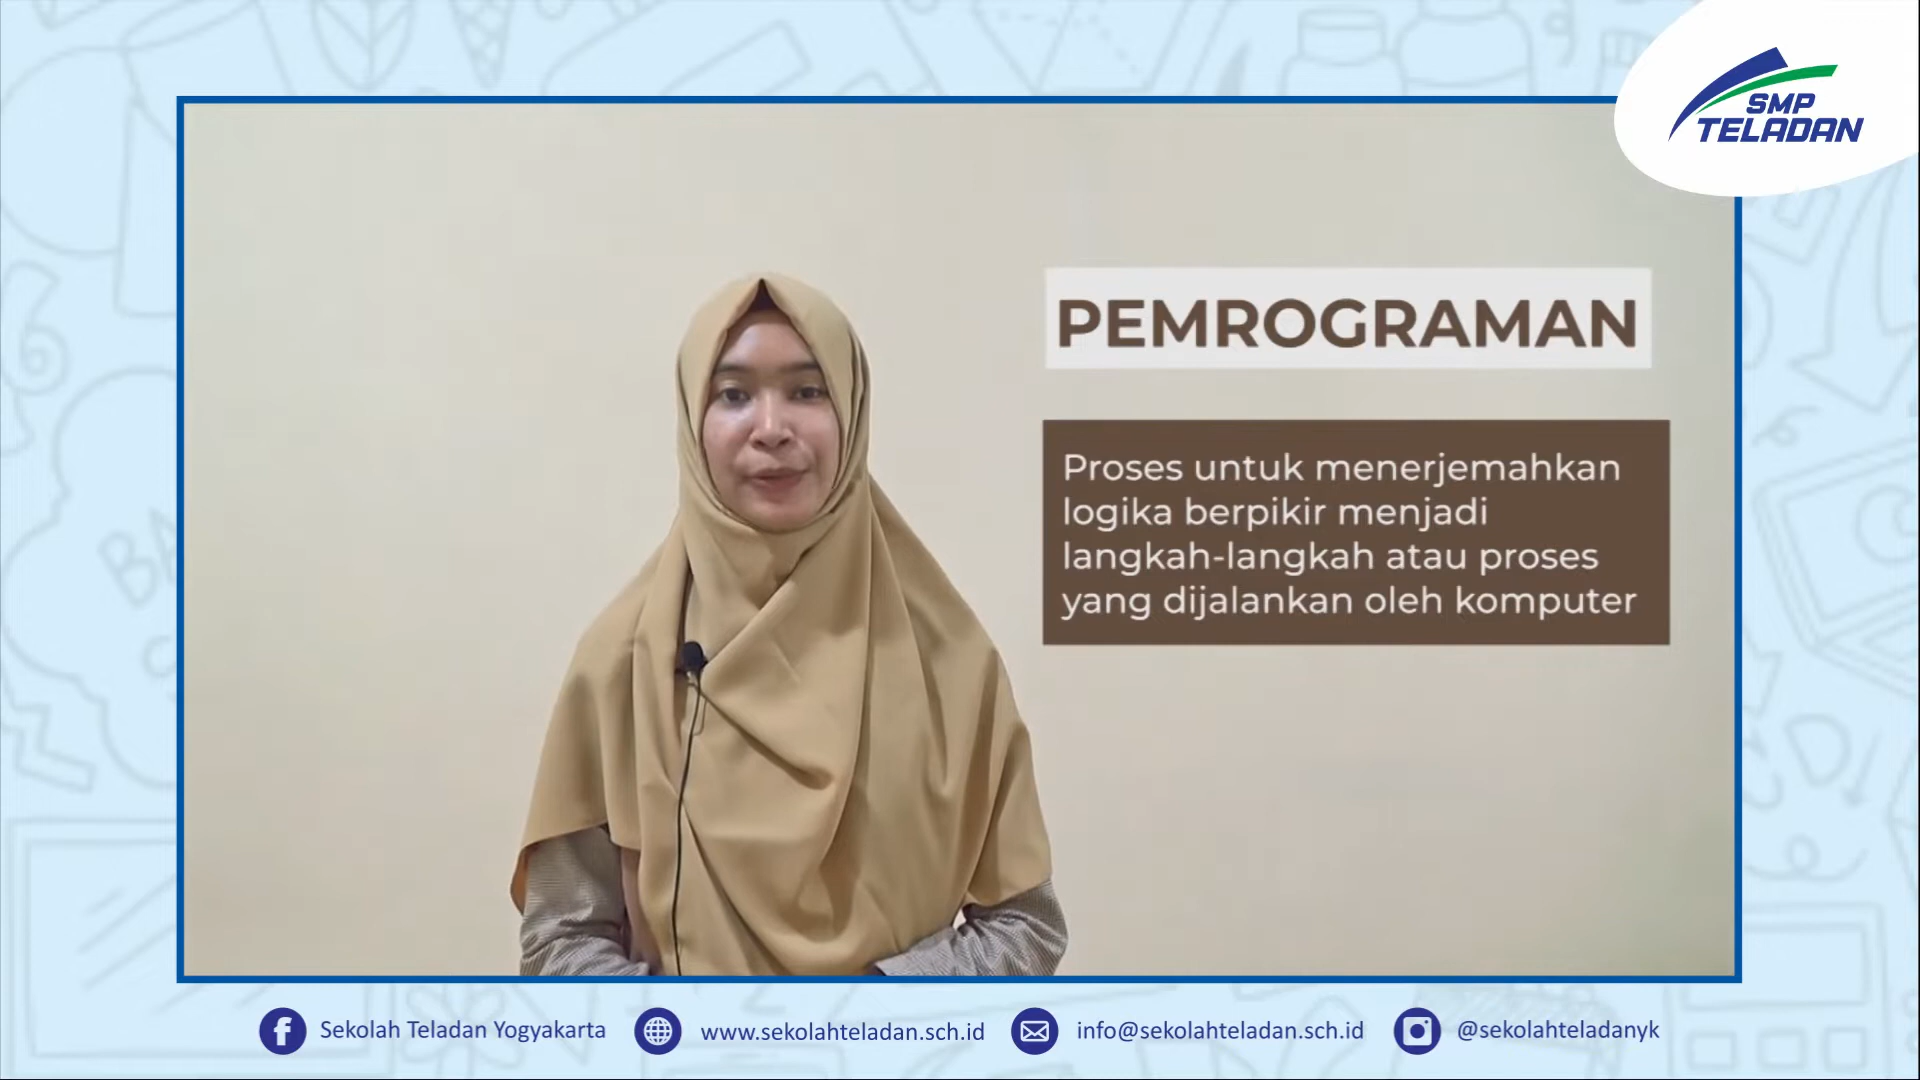 SMP
TELADAN
PEMROGRAMAN
Proses untuk menerjemahkan
logika berpikir menjadi
langkah-langkah atau proses
yang dijalankan oleh komputer
Sekolah Teladan Yogyakarta
www.sekolahteladan.sch.id
info@sekolahteladan.sch.id
@sekolahteladanyk